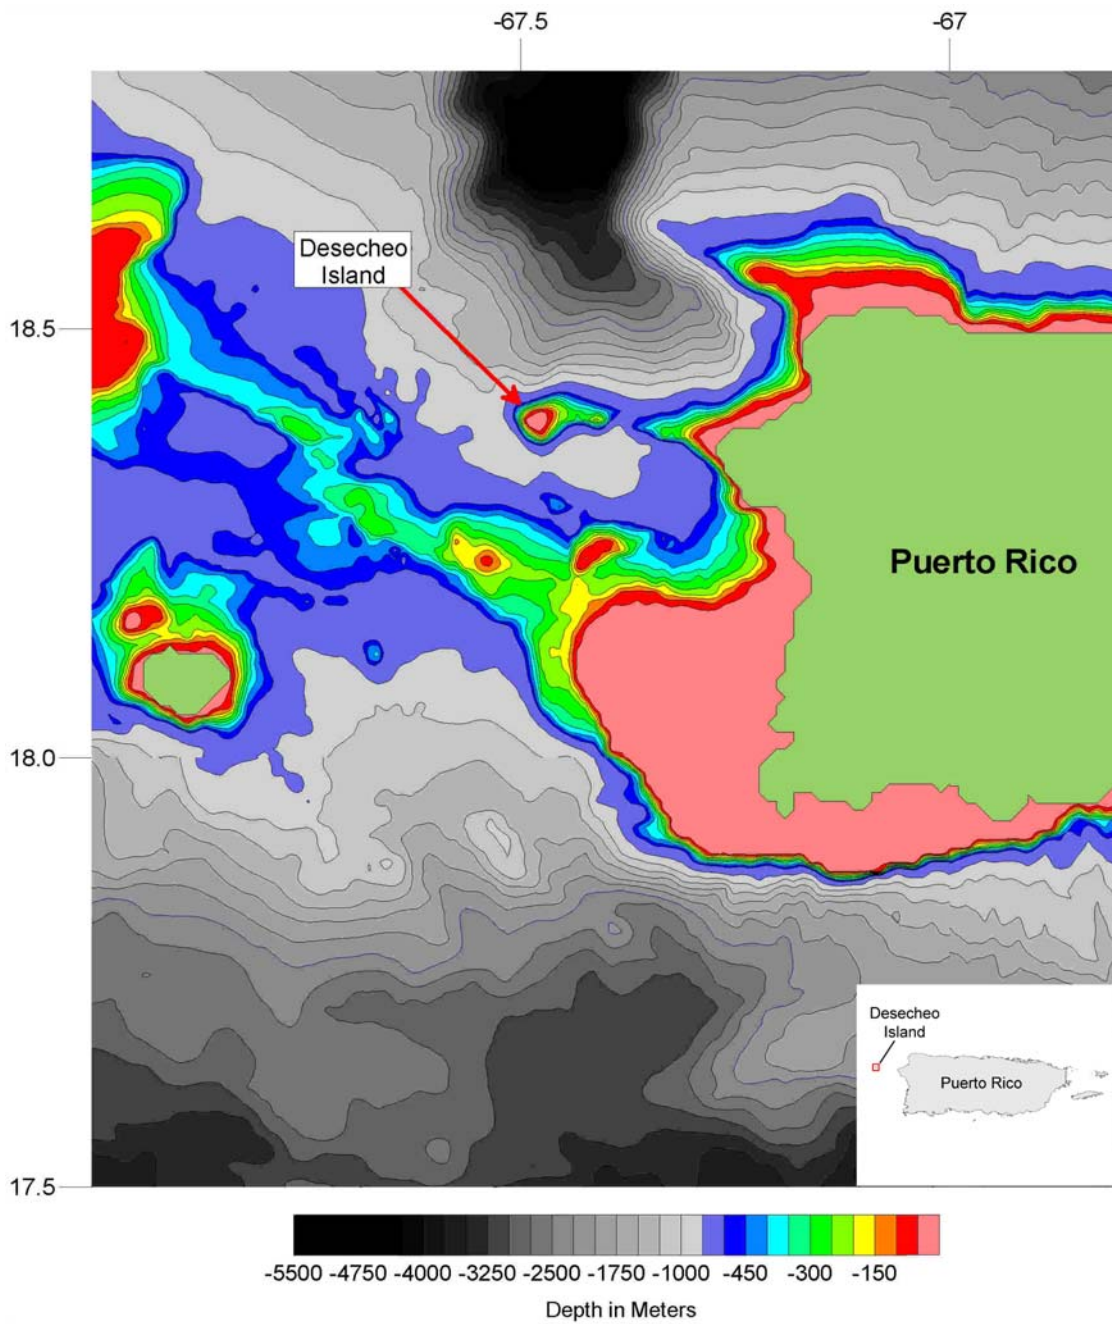 -67.5 -67
Desecheo
Island
18.5
Puerto Rico
18.0
Desecheo
Island
Puerto Rico
17.5
-5500 -4750 -4000 -3250 -2500 -1750 -1000 -450 -300 -150
Depth in Meters